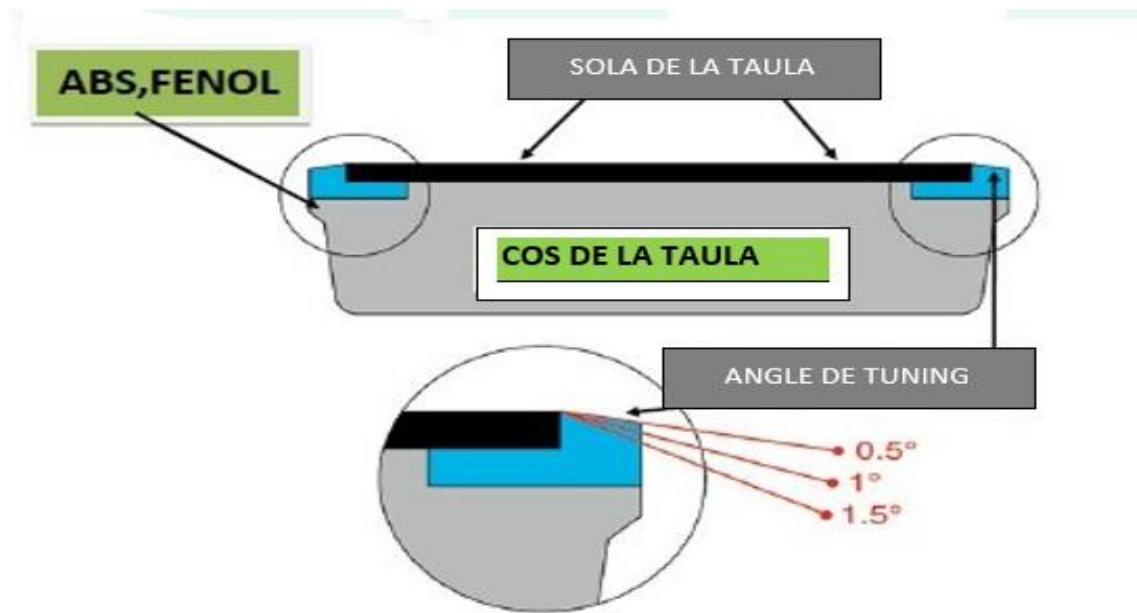 ABS,FENOL
SOLA DE LA TAULA
COS DE LA TAULA
ANGLE DE TUNING
0.5°
1°
1.5°